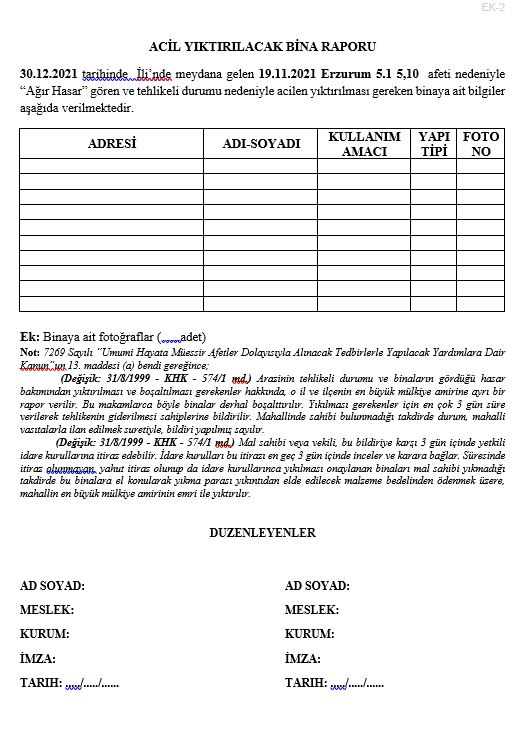 EK-2
ACİL YIKTIRILACAK BİNA RAPORU
30.12.2021 tarihinde İli'nde meydana gelen 19.11.2021 Erzurum 5.1 5,10 afeti nedeniyle
“Ağır Hasar” gören ve tehlikeli durumu nedeniyle acilen yıktırılması gereken binaya ait bilgiler
aşağıda verilmektedir.
ADRESİ ADI-SOYADI KULLANIM AMACI YAPI TİPİ FOTO NO
Ek: Binaya ait fotoğraflar (.....adet)
Not: 7269 Sayılı “Umumi Hayata Müessir Afetler Dolayısıyla Alınacak Tedbirlerle Yapılacak Yardımlara Dair
Kanun”un 13. maddesi (a) bendi gereğince;
(Değişik: 31/8/1999 - KHK - 574/1 md.) Arazinin tehlikeli durumu ve binaların gördüğü hasar
bakımından yıktırılması ve boşaltılması gerekenler hakkında, o il ve ilçenin en büyük mülkiye amirine ayrı bir
rapor verilir. Bu makamlarca böyle binalar derhal boşalttırılır. Yıkılması gerekenler için en çok 3 gün süre
verilerek tehlikenin giderilmesi sahiplerine bildirilir. Mahallinde sahibi bulunmadığı takdirde durum, mahalli
vasıtalarla ilan edilmek suretiyle, bildiri yapılmış sayılır.
(Değişik: 31/8/1999 - KHK - 574/1 md.) Mal sahibi veya vekili, bu bildiriye karşı 3 gün içinde yetkili
idare kurullarına itiraz edebilir. İdare kurulları bu itirazı en geç 3 gün içinde inceler ve karara bağlar. Süresinde
itiraz olunmayan, yahut itiraz olunup da idare kurullarınca yıkılması onaylanan binaları mal sahibi yıkmadığı
takdirde bu binalara el konularak yıkma parası yıkıntıdan elde edilecek malzeme bedelinden ödenmek üzere,
mahallin en büyük mülkiye amirinin emri ile yıktırılır.
DUZENLEYENLER
AD SOYAD: AD SOYAD:
MESLEK: MESLEK:
KURUM: KURUM:
İMZA: İMZA:
TARIH: ...../...../...... TARIH: ...../...../......